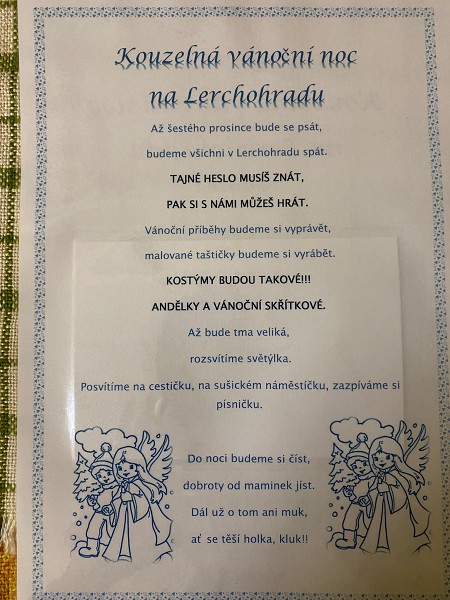 Kouzelná vánoční noc
na Lerchohradu
Až šestého prosince bude se psát,
budeme všichni v Lerchohradu spát.
TAJNÉ HESLO MUSÍŠ ZNÁT,
PAK SI S NÁMI MŮŽEŠ HRÁT.
Vánoční příběhy budeme si vyprávět,
malované taštičky budeme si vyrábět.
KOSTÝMY BUDOU TAKOVÉ!!!
ANDĚLKY A VÁNOČNÍ SKŘÍTKOVÉ.
Až bude tma veliká,
rozsvítíme světýlka.
Posvítíme na cestičku, na sušickém náměstíčku, zazpíváme si
písničku.
Do noci budeme si číst,
dobroty od maminek jíst.
Dál už o tom ani muk,
ať se těší holka, kluk!!